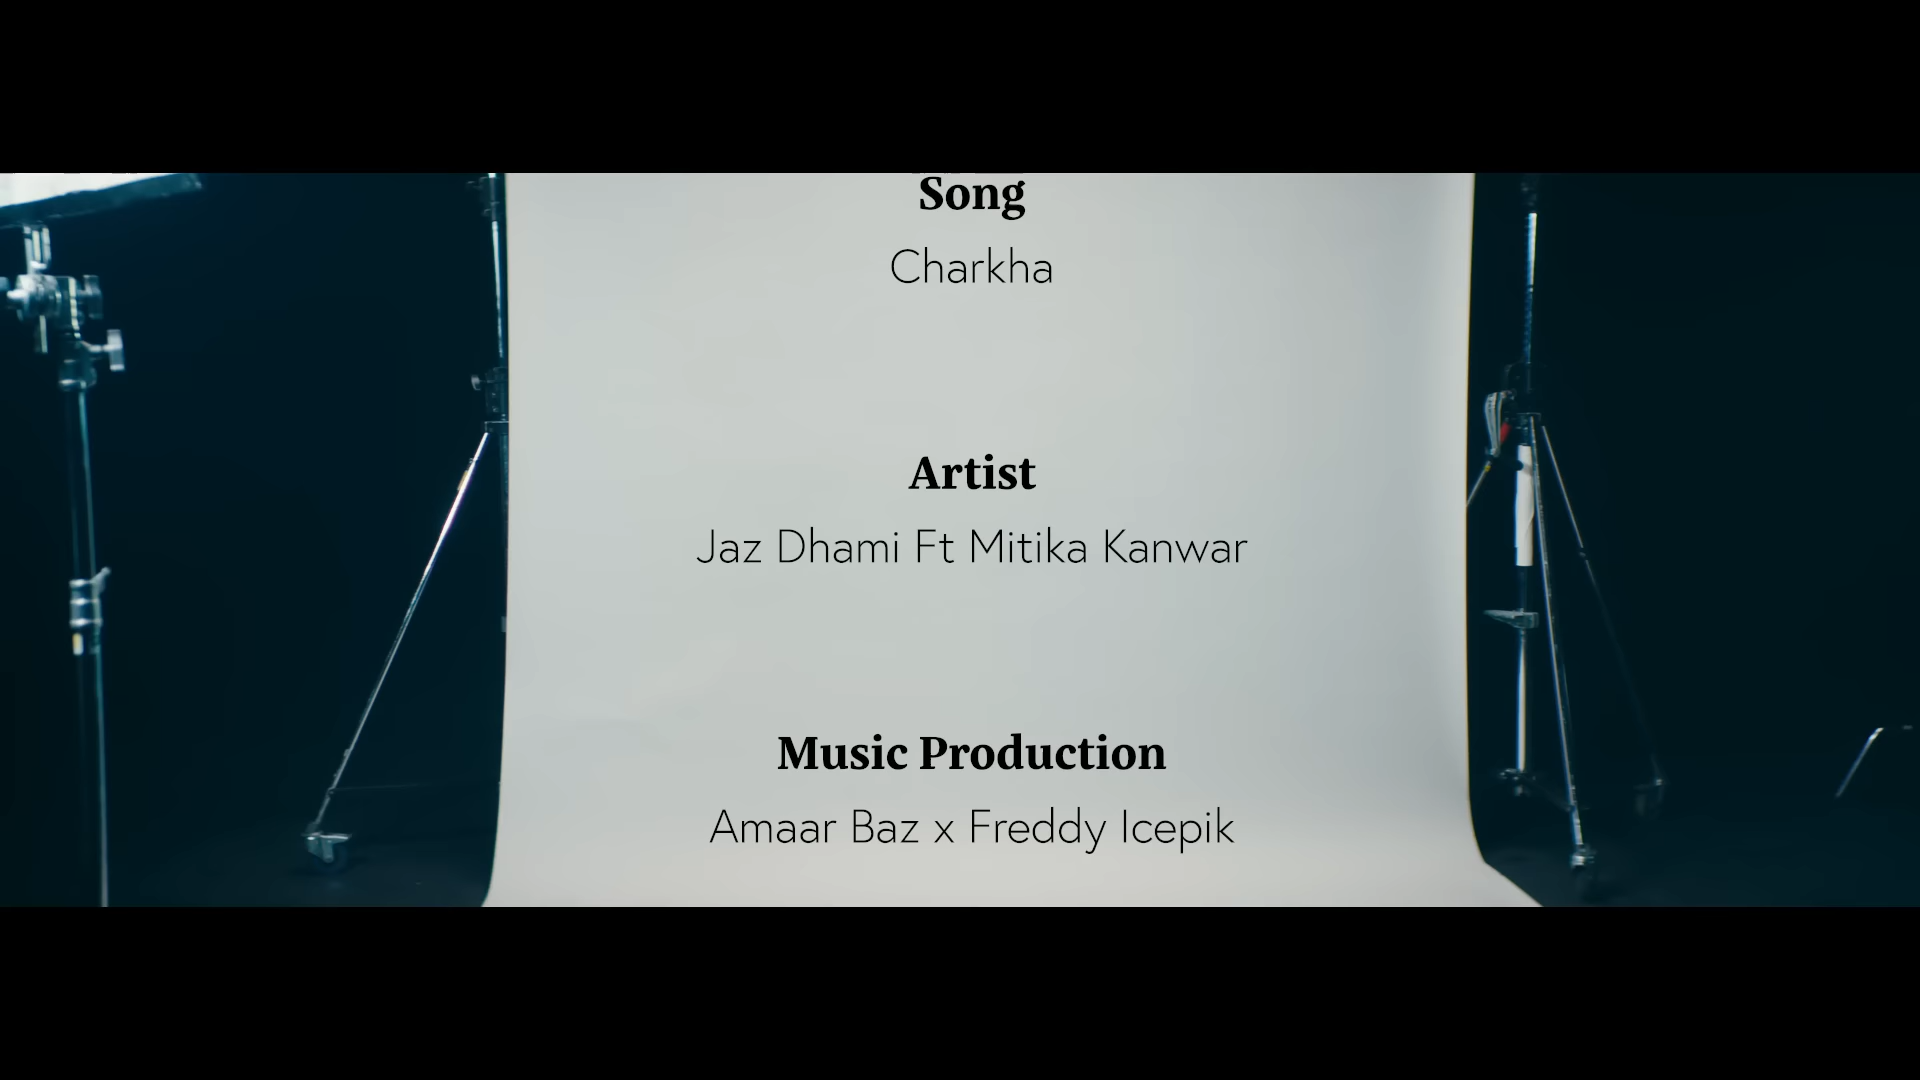 Song
Charkha
Artist
Jaz Dhami Ft Mitika Kanwar
Music Production
Amaar Baz x Freddy Icepik